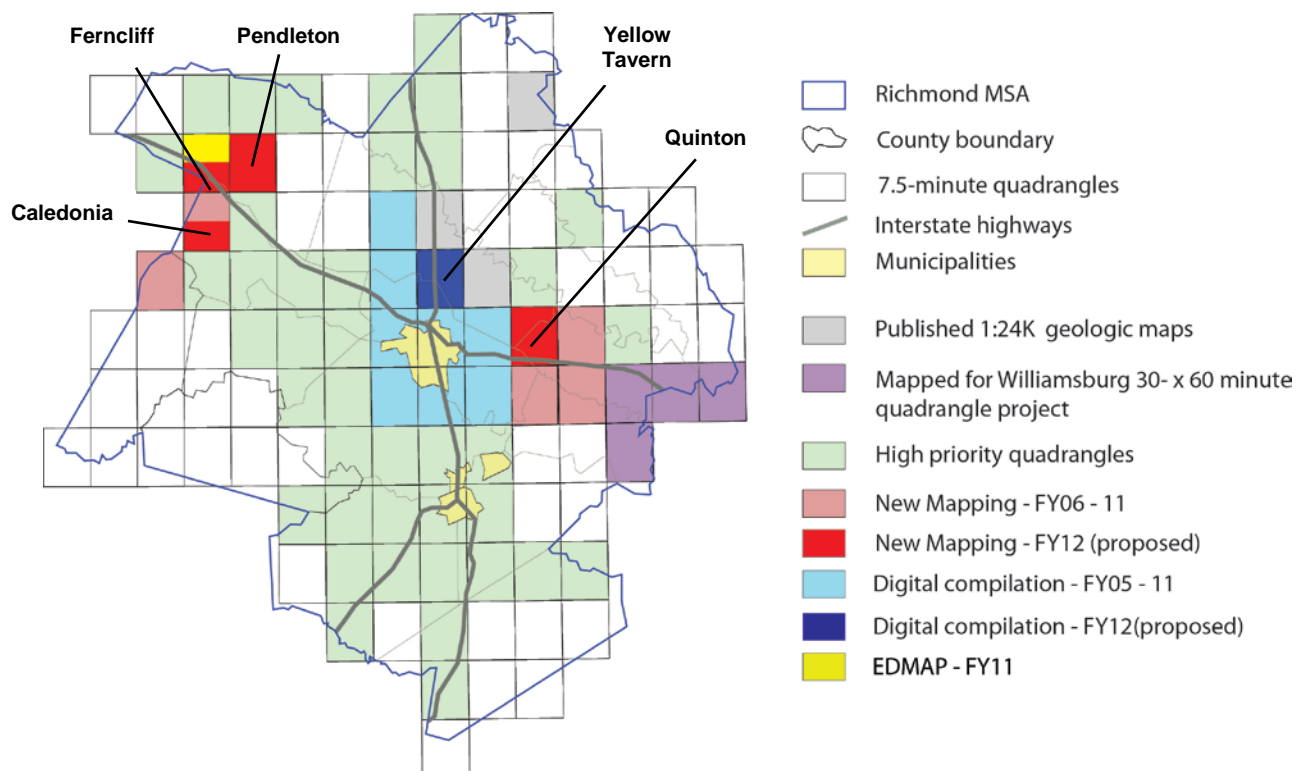 Ferncliff
Pendleton
Yellow
Tavern
Quinton
Caledonia
Richmond MSA
County boundary
7.5-minute quadrangles
Interstate highways
Municipalities
Published 1:24K geologic maps
Mapped for Williamsburg 30- x 60 minute
quadrangle project
High priority quadrangles
New Mapping - FY06 - 11
New Mapping - FY12 (proposed)
Digital compilation - FY05 - 11
Digital compilation - FY12(proposed)
EDMAP - FY11